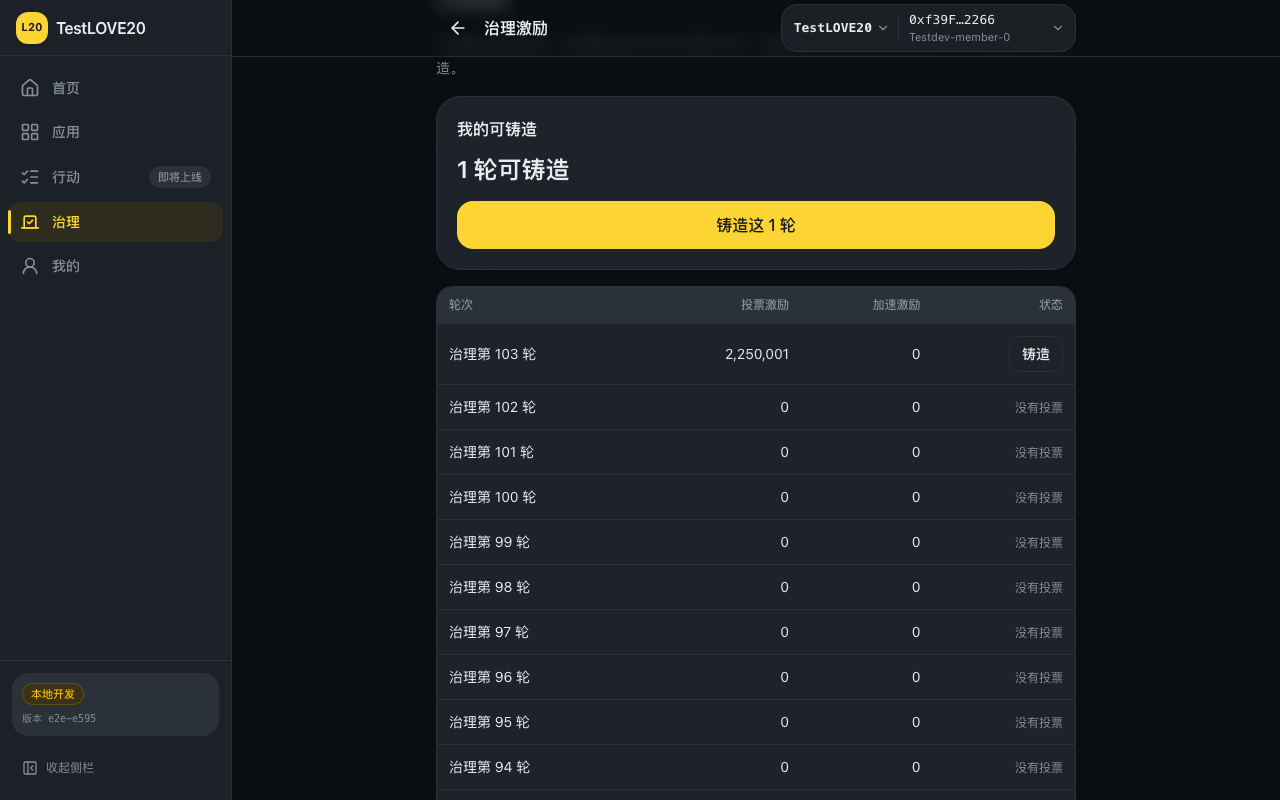 L20 TestLOVE20
首页
应用
行动 即将上线
治理
我的
本地开发
版本 e2e-e595
收起侧栏
治理激励
TestLOVE20
0xf39F…2266
Testdev-member-0
造。
我的可铸造
1 轮可铸造
铸造这 1 轮
轮次 投票激励 加速激励 状态
治理第 103 轮 2,250,001 0 铸造
治理第 102 轮 0 0 没有投票
治理第 101 轮 0 0 没有投票
治理第 100 轮 0 0 没有投票
治理第 99 轮 0 0 没有投票
治理第 98 轮 0 0 没有投票
治理第 97 轮 0 0 没有投票
治理第 96 轮 0 0 没有投票
治理第 95 轮 0 0 没有投票
治理第 94 轮 0 0 没有投票